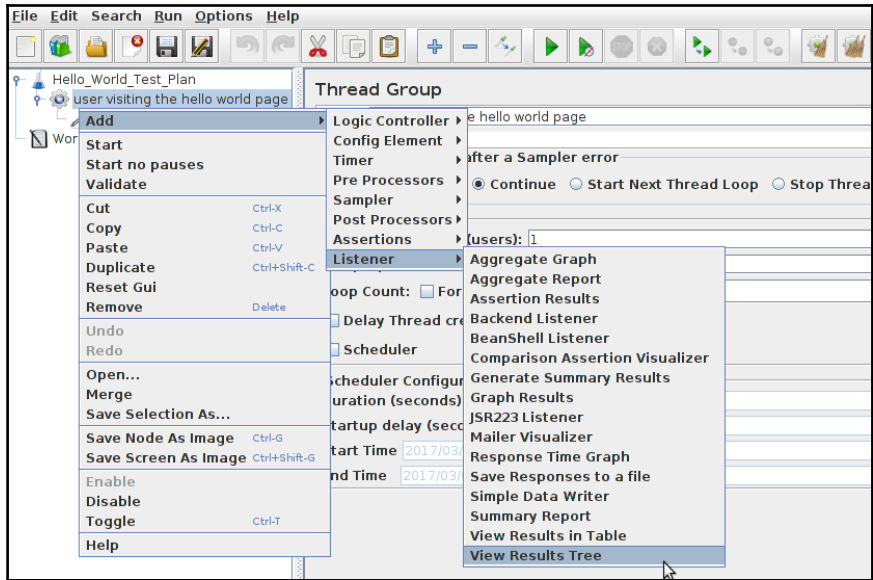 File Edit Search Run Options Help
Hello_World_Test_Plan
user visiting the hello world page
Wor
Thread Group
e hello world page
after a Sampler error
Continue Start Next Thread Loop Stop Threa
(users): 1
oop Count: For
Delay Thread cre
Scheduler
cheduler Configur
uration (seconds)
tartup delay (seco
tart Time 2017/03/
nd Time 2017/03/
Add
Start
Start no pauses
Validate
Cut Ctrl-X
Copy Ctrl-C
Paste Ctrl-V
Duplicate Ctrl+Shift-C
Reset Gui
Remove Delete
Undo
Redo
Open...
Merge
Save Selection As...
Save Node As Image Ctrl-G
Save Screen As Image Ctrl+Shift-G
Enable
Disable
Toggle Ctrl-T
Help
Logic Controller
Config Element
Timer
Pre Processors
Sampler
Post Processors
Assertions
Listener
Aggregate Graph
Aggregate Report
Assertion Results
Backend Listener
BeanShell Listener
Comparison Assertion Visualizer
Generate Summary Results
Graph Results
JSR223 Listener
Mailer Visualizer
Response Time Graph
Save Responses to a file
Simple Data Writer
Summary Report
View Results in Table
View Results Tree